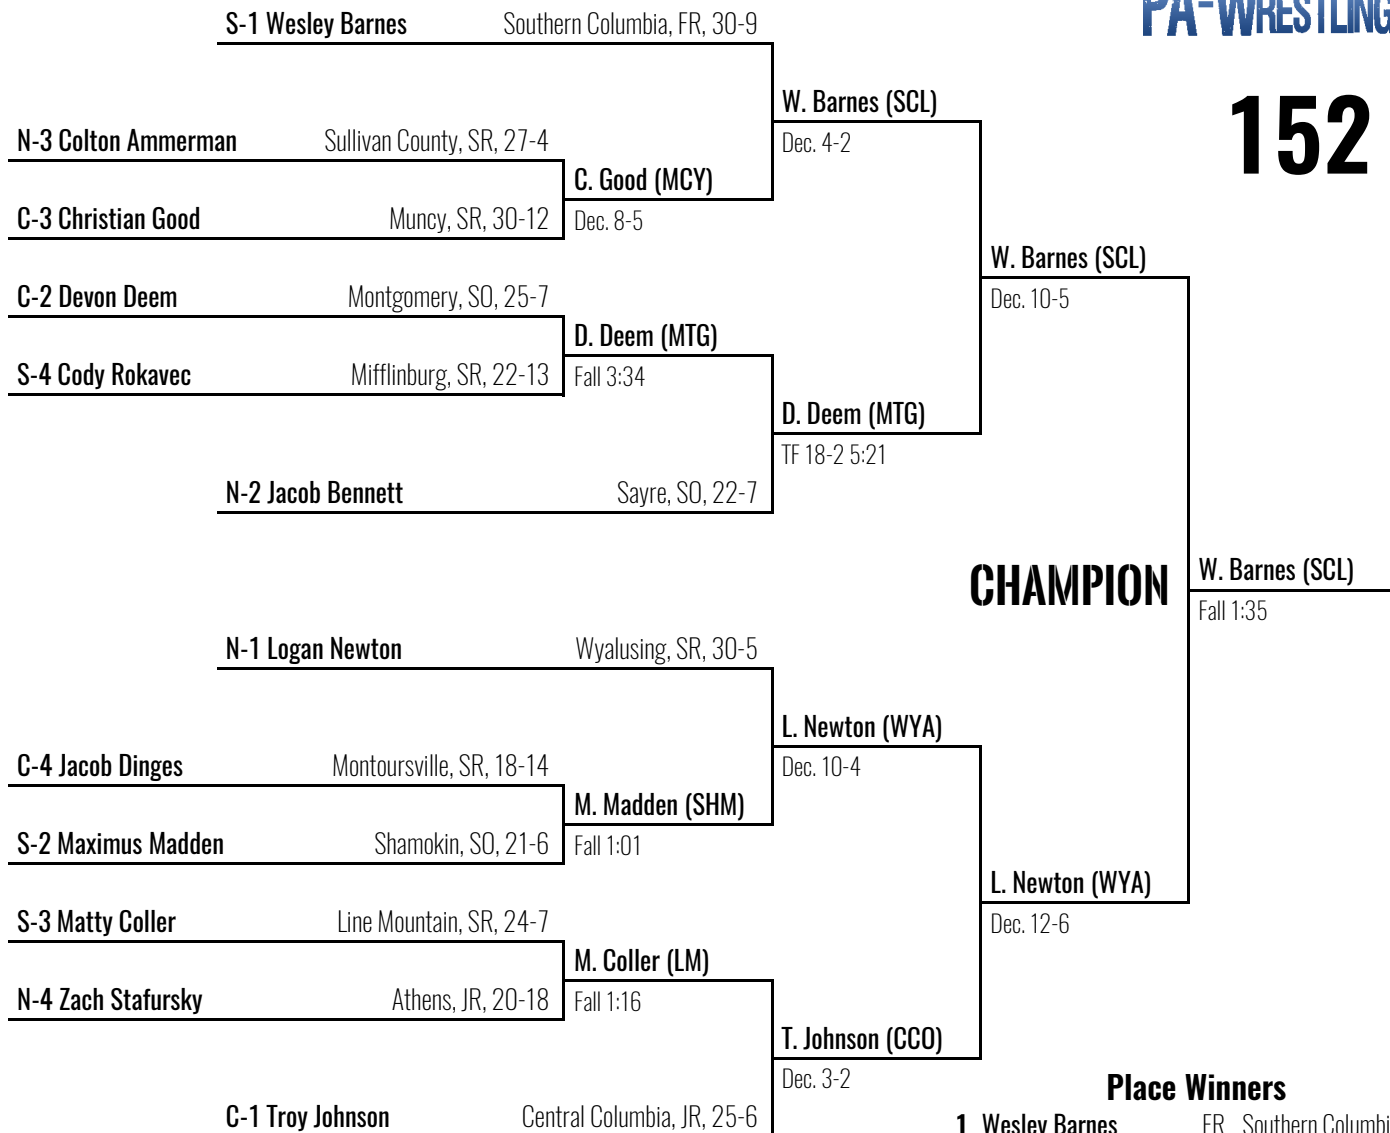 PA-WRESTLING
152
S-1 Wesley Barnes Southern Columbia, FR, 30-9
W. Barnes (SCL)
Dec. 4-2
N-3 Colton Ammerman Sullivan County, SR, 27-4
C. Good (MCY)
Dec. 8-5
C-3 Christian Good Muncy, SR, 30-12
W. Barnes (SCL)
Dec. 10-5
C-2 Devon Deem Montgomery, SO, 25-7
D. Deem (MTG)
Fall 3:34
S-4 Cody Rokavec Mifflinburg, SR, 22-13
D. Deem (MTG)
TF 18-2 5:21
N-2 Jacob Bennett Sayre, SO, 22-7
CHAMPION
W. Barnes (SCL)
Fall 1:35
N-1 Logan Newton Wyalusing, SR, 30-5
L. Newton (WYA)
Dec. 10-4
C-4 Jacob Dinges Montoursville, SR, 18-14
M. Madden (SHM)
Fall 1:01
S-2 Maximus Madden Shamokin, SO, 21-6
L. Newton (WYA)
Dec. 12-6
S-3 Matty Coller Line Mountain, SR, 24-7
M. Coller (LM)
Fall 1:16
N-4 Zach Stafursky Athens, JR, 20-18
T. Johnson (CCO)
Dec. 3-2
C-1 Troy Johnson Central Columbia, JR, 25-6
Place Winners
1 Wesley Barnes FR Southern Columbi